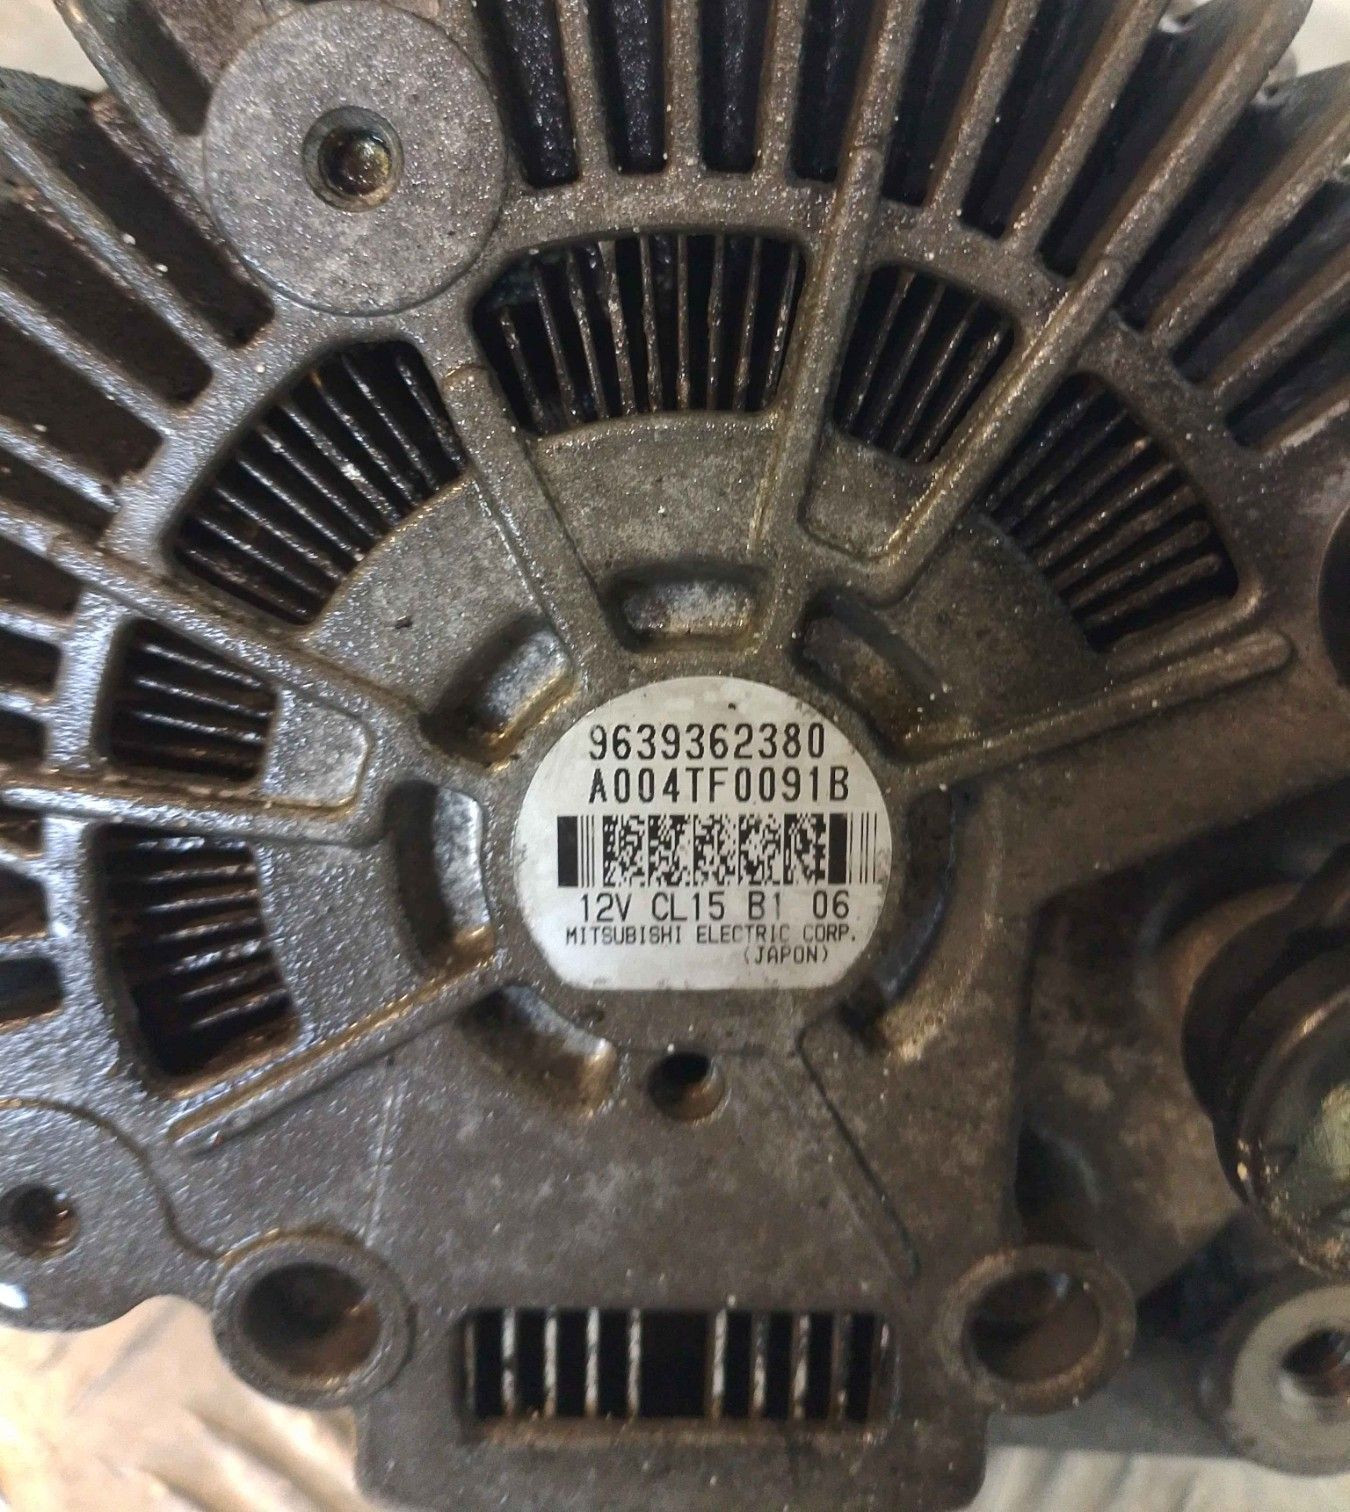 9639362380
A004TF0091B
12V CL15 B1 06
MITSUBISHI ELECTRIC CORP.
(JAPON)